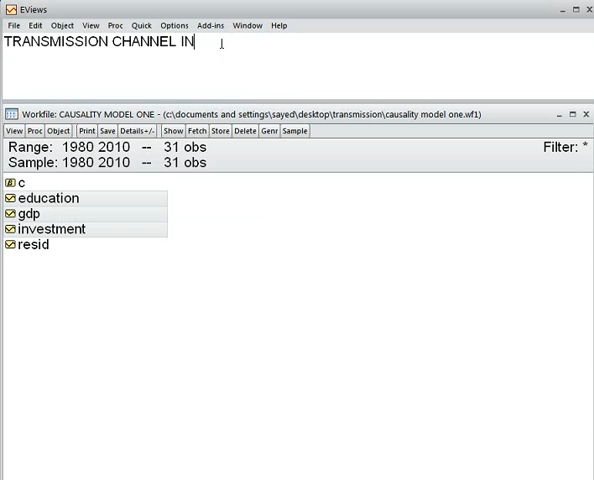 EViews
File Edit Object View Proc Quick Options Add-ins Window Help
TRANSMISSION CHANNEL IN
Workfile: CAUSALITY MODEL ONE - (c:\documents and settings\sayed\desktop\transmission\causality model one.wf1)
View Proc Object Print Save Details+/- Show Fetch Store Delete Genr Sample
Range: 1980 2010 -- 31 obs Filter: *
Sample: 1980 2010 -- 31 obs
c
education
gdp
investment
resid